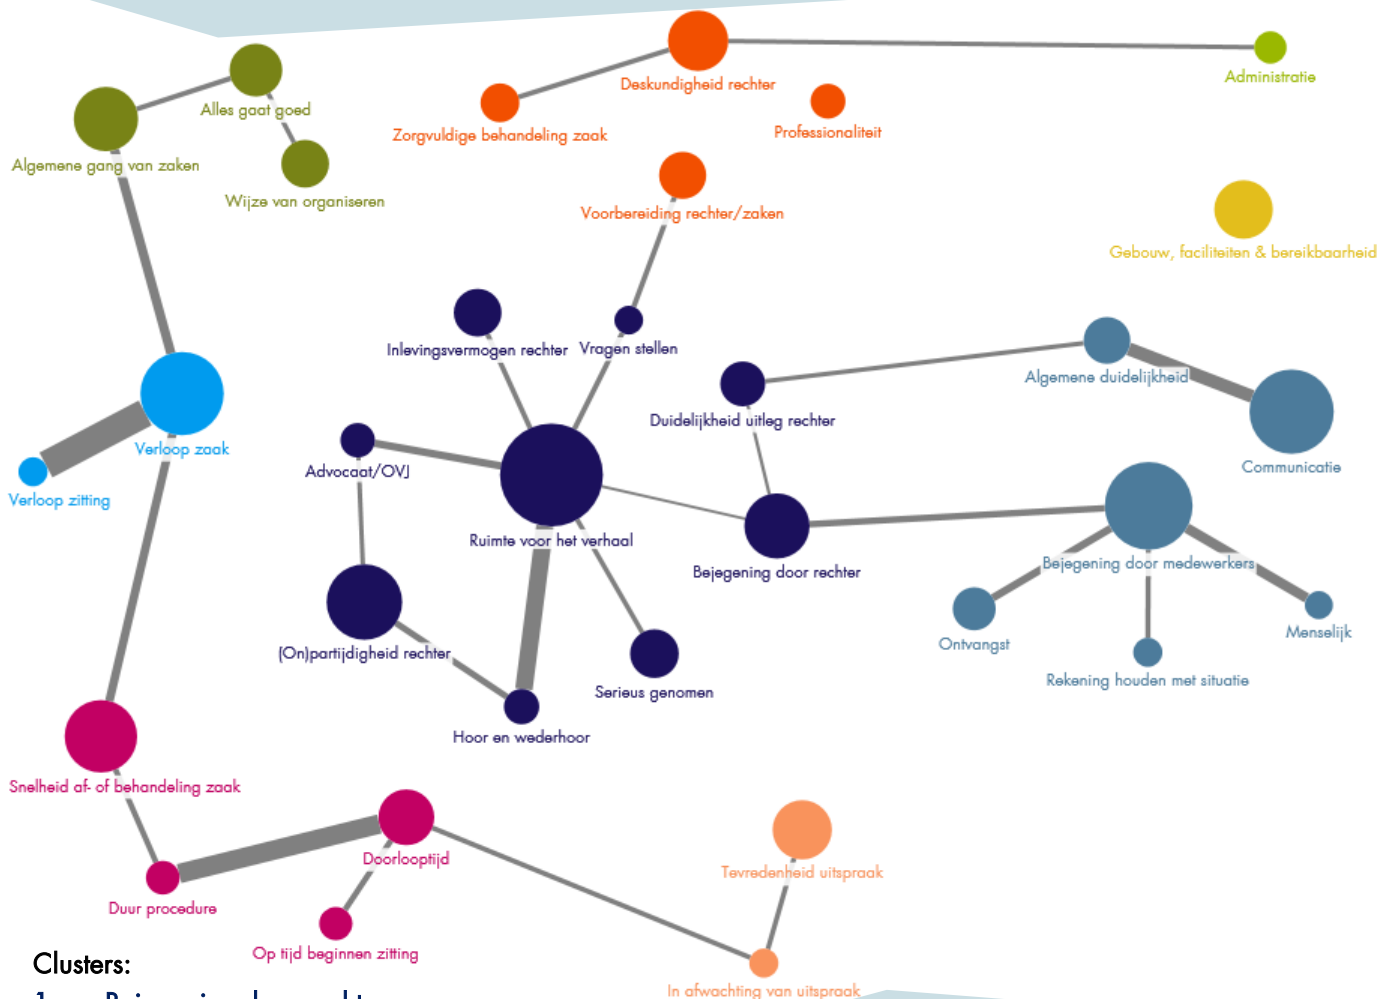 Deskundigheid rechter
Administratie
Alles gaat goed
Zorgvuldige behandeling zaak
Professionaliteit
Algemene gang van zaken
Wijze van organiseren
Voorbereiding rechter/zaken
Gebouw, faciliteiten & bereikbaarheid
Inlevingsvermogen rechter
Vragen stellen
Algemene duidelijkheid
Duidelijkheid uitleg rechter
Verloop zaak
Communicatie
Advocaat/OVJ
Verloop zitting
Ruimte voor het verhaal
Bejegening door medewerkers
Bejegening door rechter
Menselijk
Ontvangst
(On)partijdigheid rechter
Rekening houden met situatie
Serieus genomen
Hoor en wederhoor
Snelheid af- of behandeling zaak
Doorlooptijd
Tevredenheid uitspraak
Duur procedure
Op tijd beginnen zitting
Clusters:
In afwachting van uitspraak